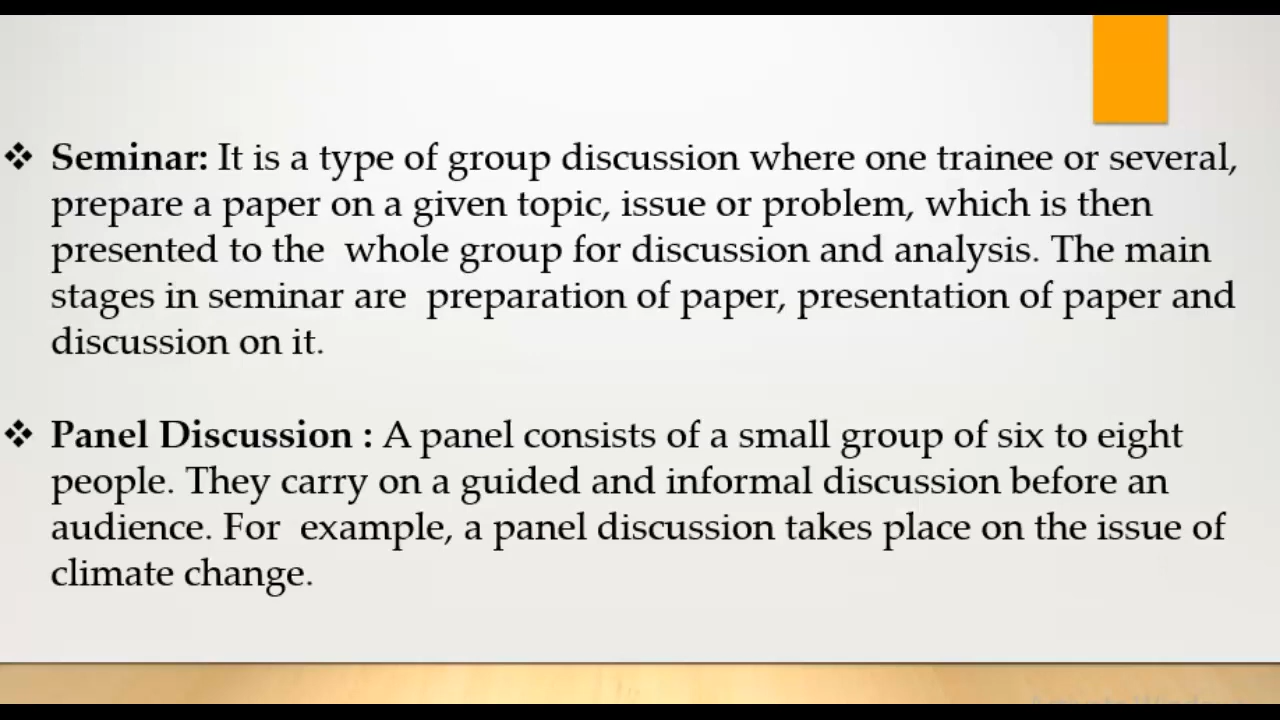 ❖ Seminar: It is a type of group discussion where one trainee or several,
prepare a paper on a given topic, issue or problem, which is then
presented to the  whole group for discussion and analysis. The main
stages in seminar are  preparation of paper, presentation of paper and
discussion on it.
❖ Panel Discussion : A panel consists of a small group of six to eight
people. They carry on a guided and informal discussion before an
audience. For  example, a panel discussion takes place on the issue of
climate change.